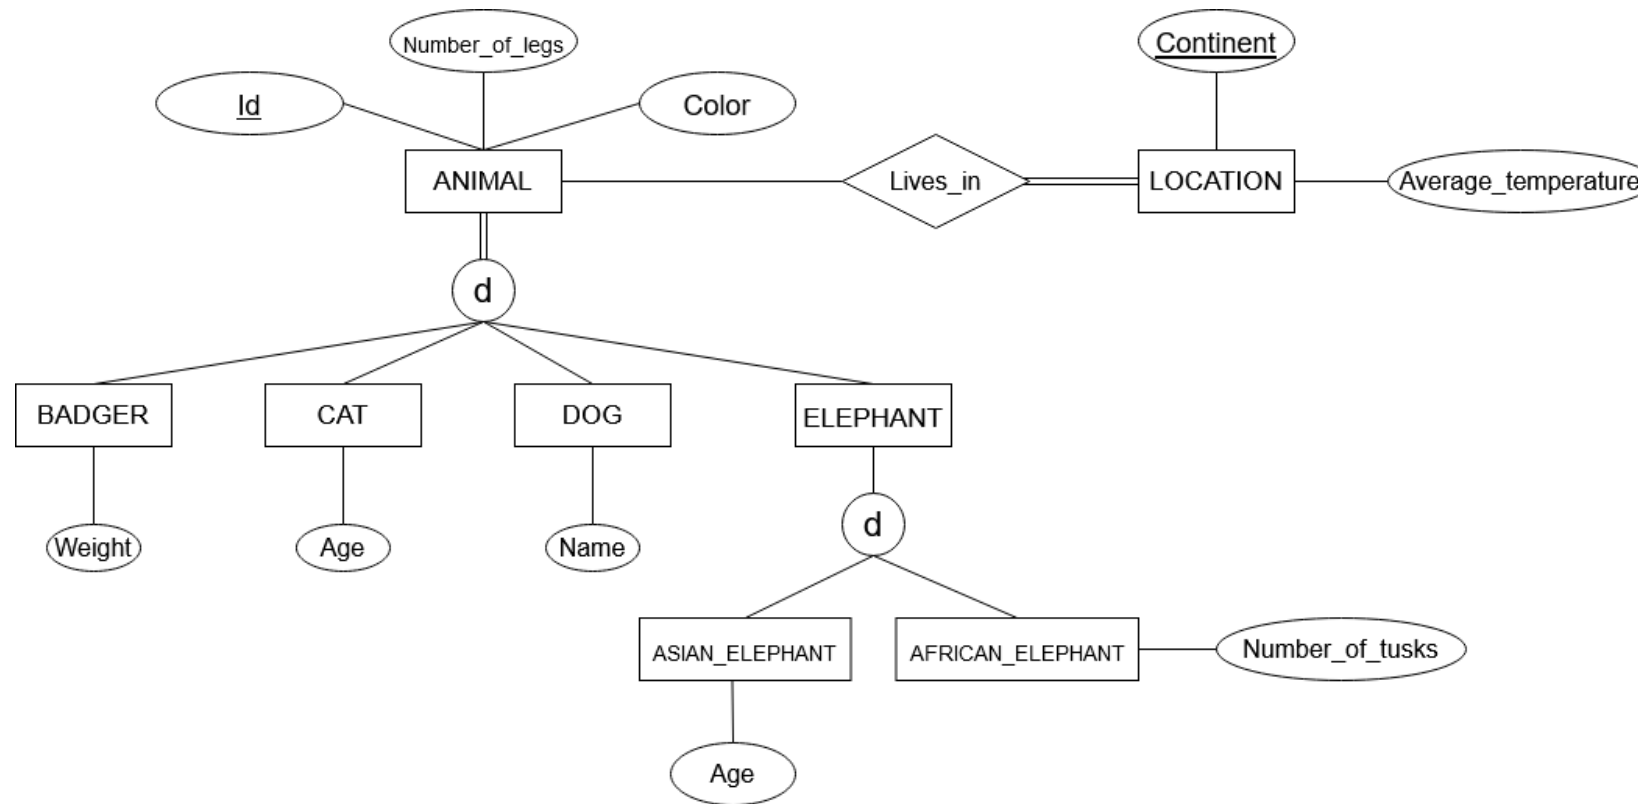 Number_of_legs
Continent
Id
Color
ANIMAL
Lives_in
LOCATION
Average_temperature
d
BADGER
CAT
DOG
ELEPHANT
d
Weight
Age
Name
ASIAN_ELEPHANT
AFRICAN_ELEPHANT
Number_of_tusks
Age